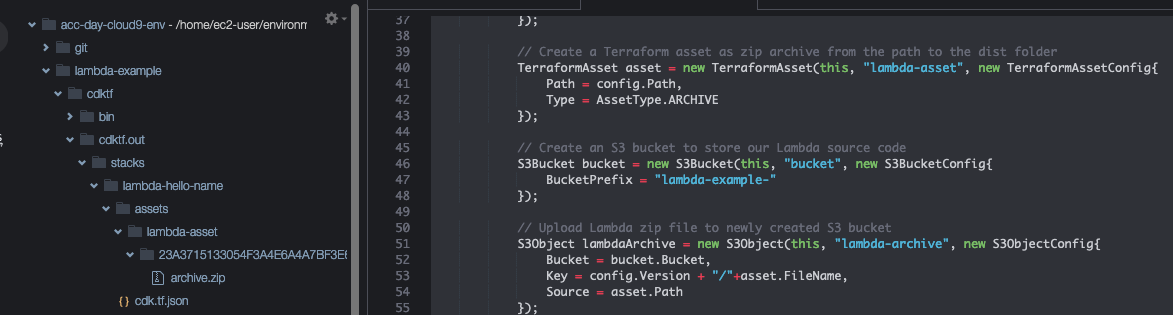 acc-day-cloud9-env - /home/ec2-user/environm
git
lambda-example
cdktf
bin
cdktf.out
stacks
lambda-hello-name
assets
lambda-asset
23A3715133054F3A4E6A4A7BF3E6
archive.zip
{} cdk.tf.json
37 });
38
39 // Create a Terraform asset as zip archive from the path to the dist folder
40 TerraformAsset asset = new TerraformAsset(this, "lambda-asset", new TerraformAssetConfig{
41 Path = config.Path,
42 Type = AssetType.ARCHIVE
43 });
44
45 // Create an S3 bucket to store our Lambda source code
46 S3Bucket bucket = new S3Bucket(this, "bucket", new S3BucketConfig{
47 BucketPrefix = "lambda-example-"
48 });
49
50 // Upload Lambda zip file to newly created S3 bucket
51 S3Object lambdaArchive = new S3Object(this, "lambda-archive", new S3ObjectConfig{
52 Bucket = bucket.Bucket,
53 Key = config.Version + "/"+asset.FileName,
54 Source = asset.Path
55 });